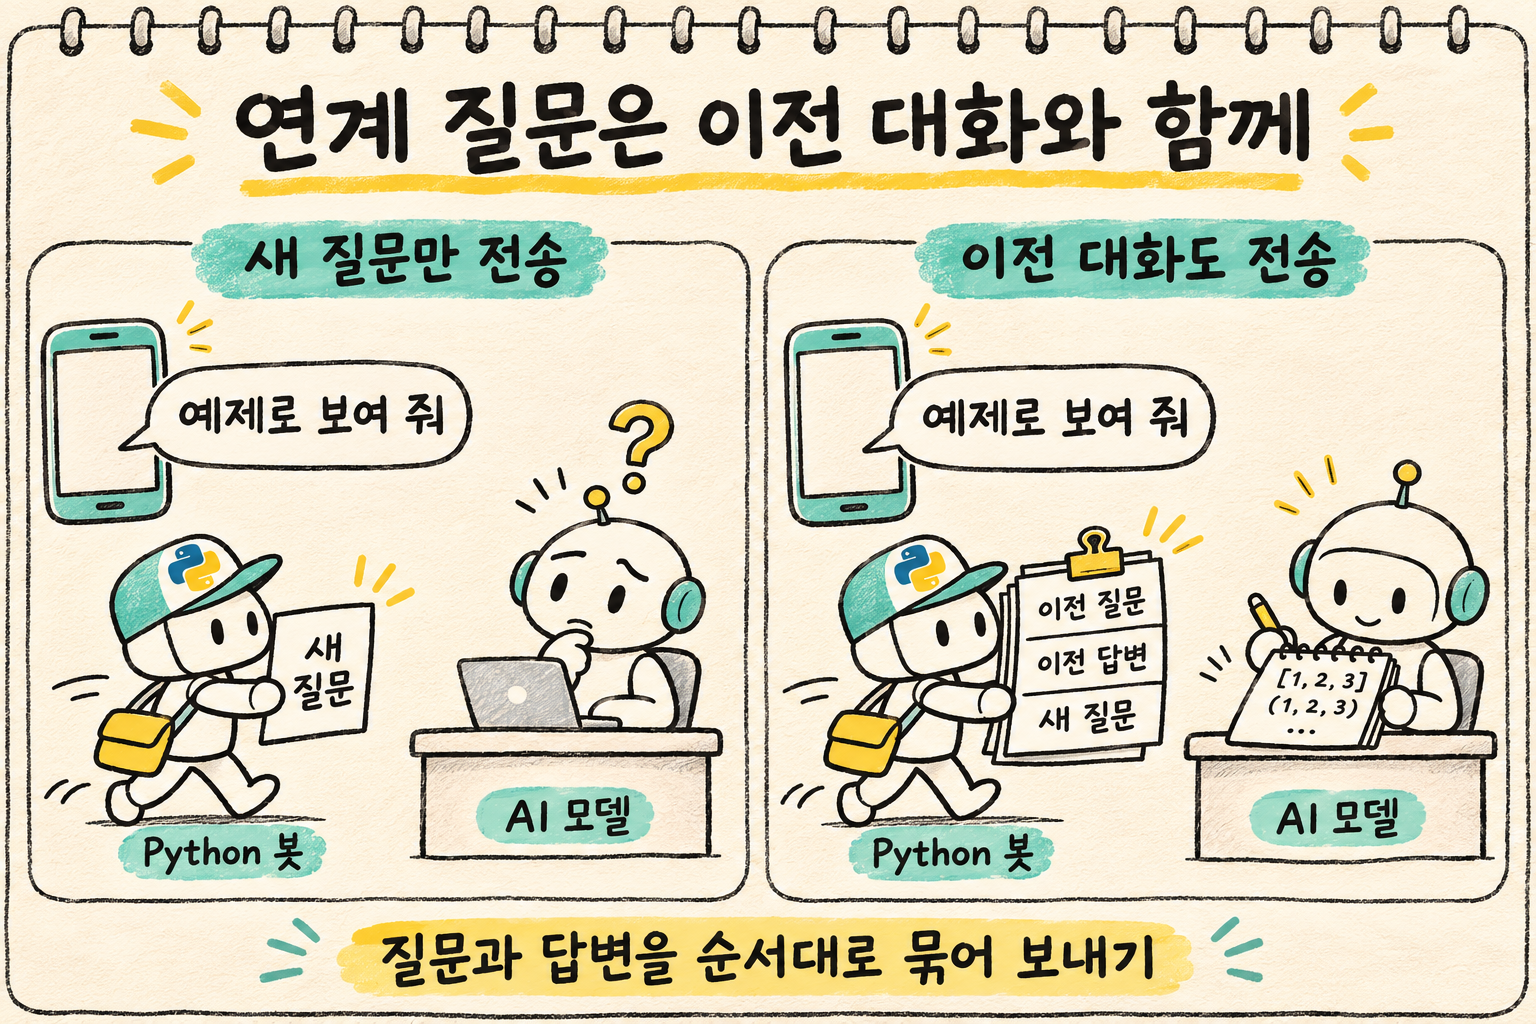 연계 질문은 이전 대화와 함께
새 질문만 전송
예제로 보여 줘
?
새
질문
Python 봇
AI 모델
이전 대화도 전송
예제로 보여 줘
이전 질문
이전 답변
새 질문
[1, 2, 3]
(1, 2, 3)
...
Python 봇
AI 모델
질문과 답변을 순서대로 묶어 보내기